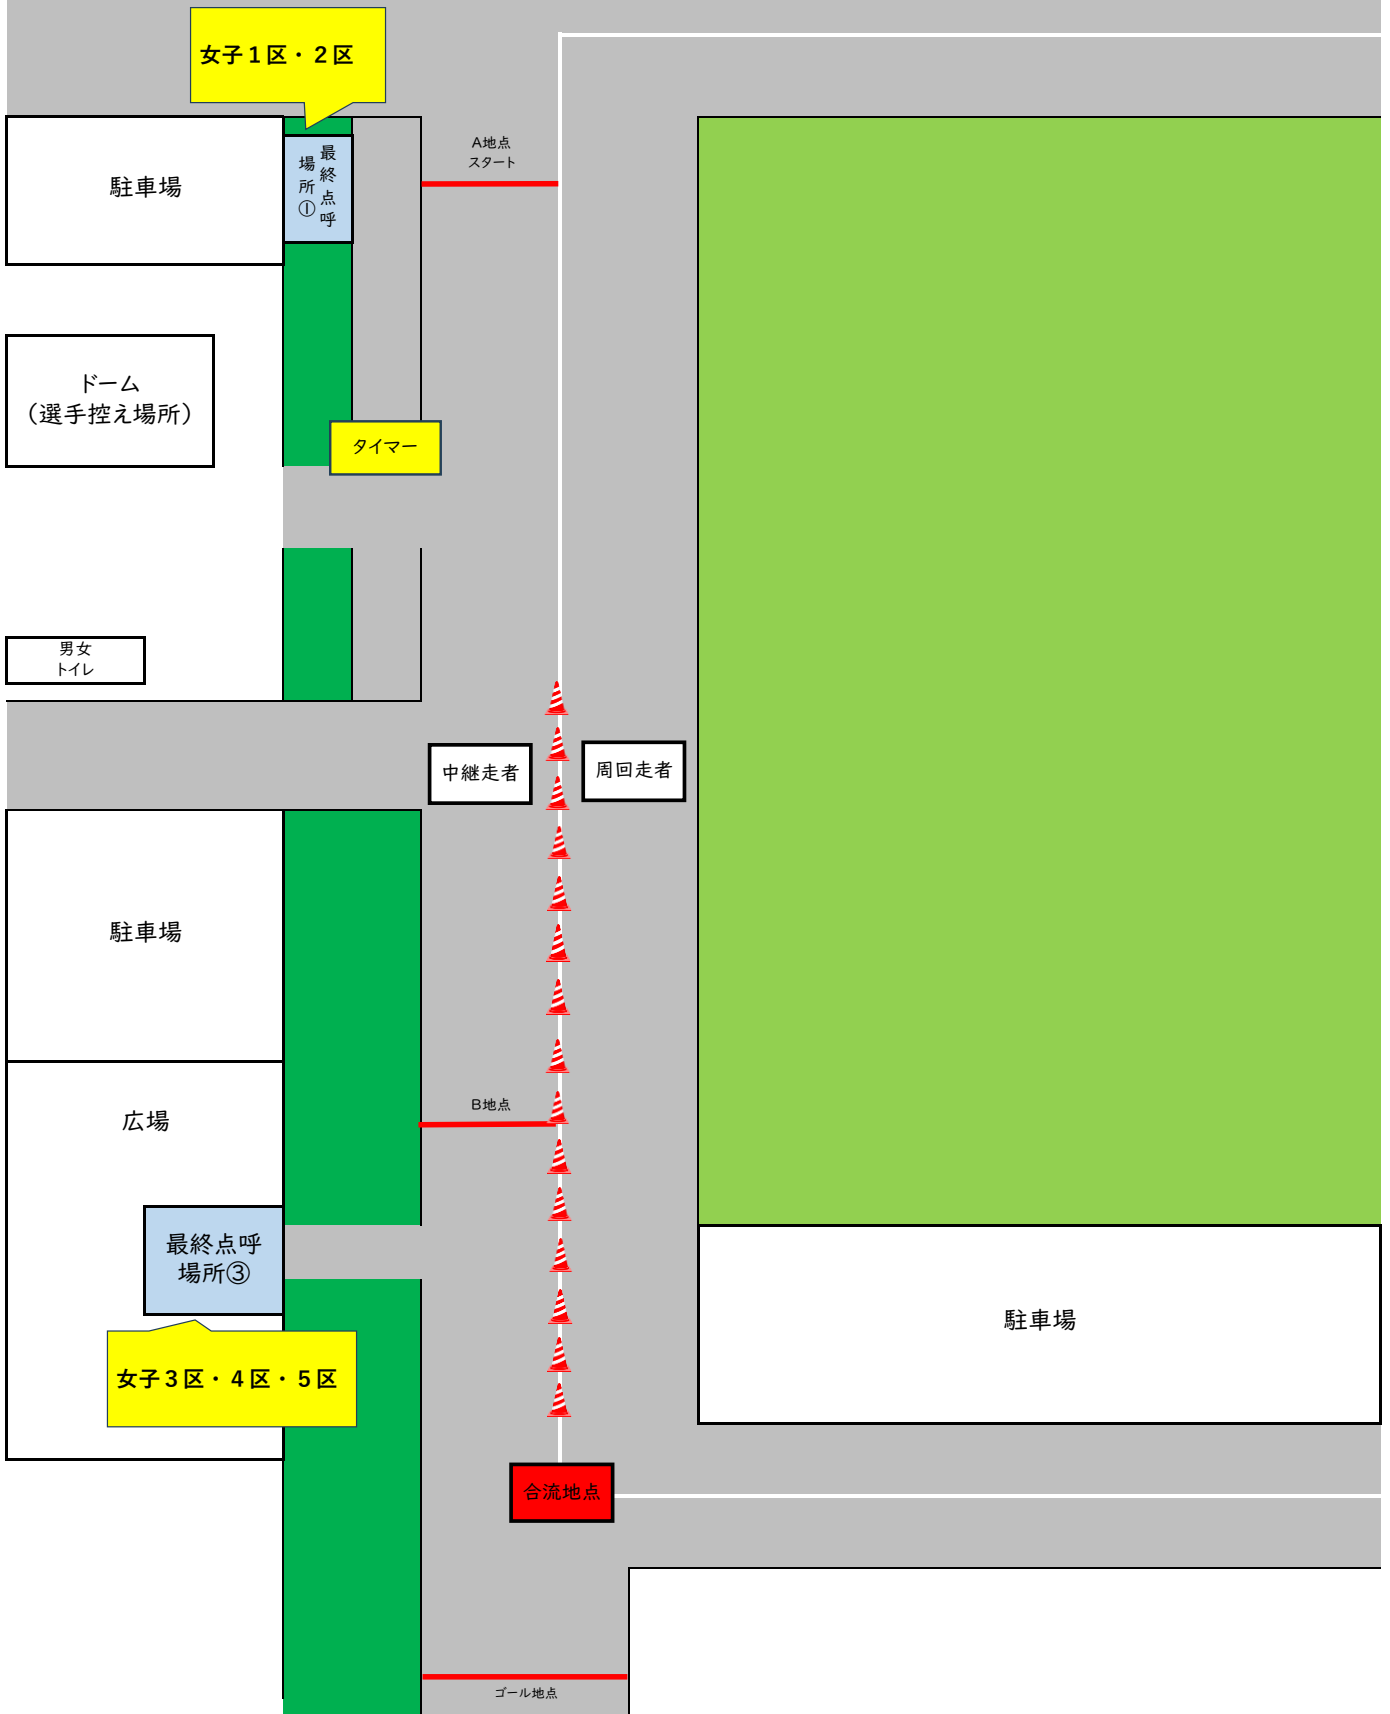 女子１区・２区
駐車場
最終点呼
場所①
A地点
スタート
ドーム
（選手控え場所）
タイマー
男女
トイレ
中継走者
周回走者
駐車場
広場
B地点
最終点呼
場所③
女子３区・４区・５区
駐車場
合流地点
ゴール地点